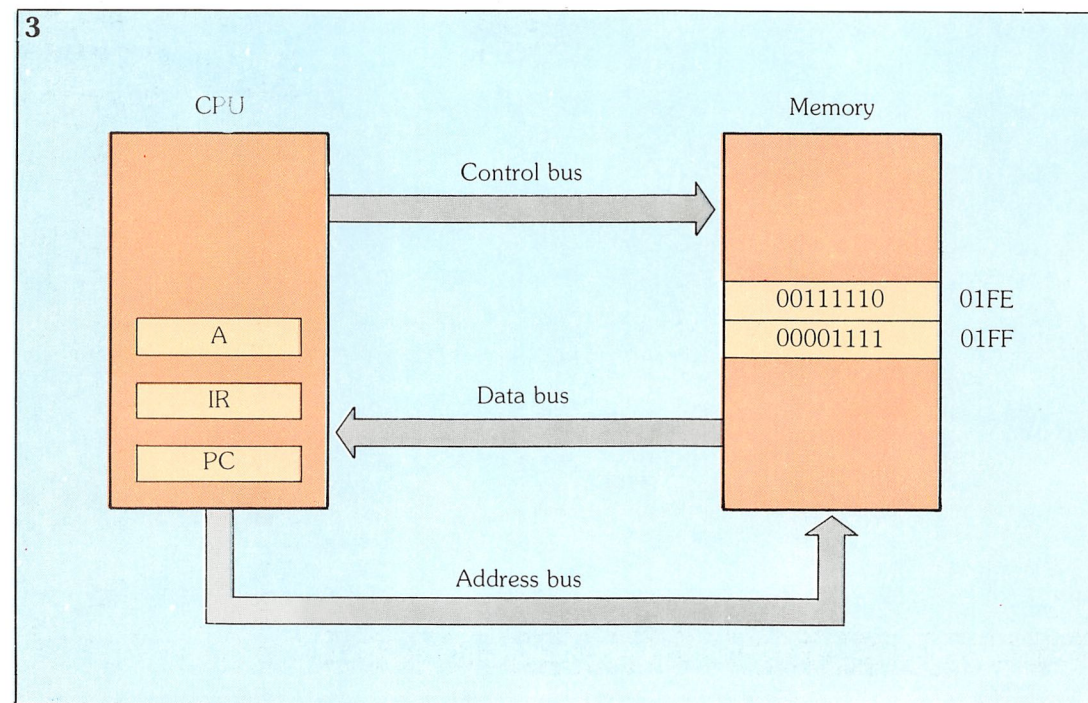 3
CPU
Memory
Control bus
00111110 01FE
A
00001111 01FF
IR
Data bus
PC
Address bus